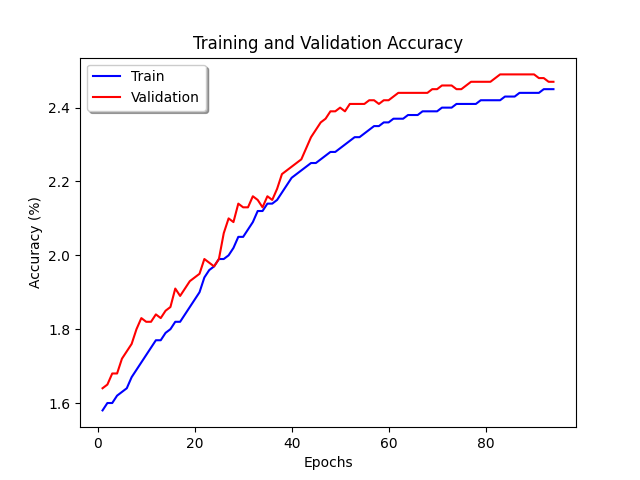 Training and Validation Accuracy
Train
Validation
Accuracy (%)
2.4
2.2
2.0
1.8
1.6
0 20 40 60 80
Epochs